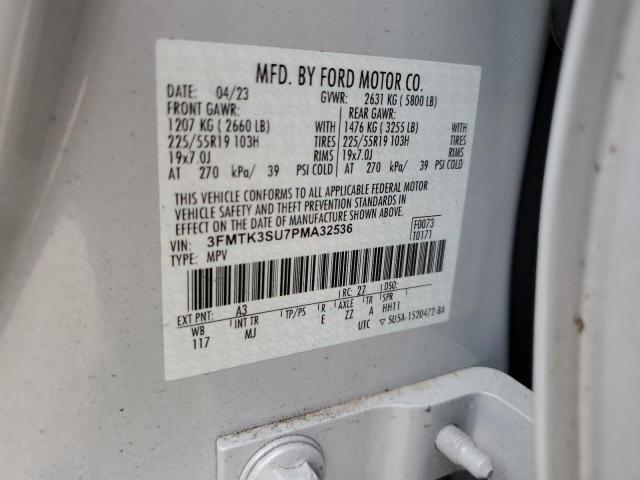 MFD. BY FORD MOTOR CO.
DATE: 04/23 GVWR: 2631 KG ( 5800 LB)
FRONT GAWR: REAR GAWR:
1207 KG ( 2660 LB) WITH 1476 KG ( 3255 LB) WITH
225/55R19 103H TIRES 225/55R19 103H TIRES
19x7.0J RIMS 19x7.0J RIMS
AT 270 kPa/ 39 PSI COLD AT 270 kPa/ 39 PSI COLD
THIS VEHICLE CONFORMS TO ALL APPLICABLE FEDERAL MOTOR
VEHICLE SAFETY AND THEFT PREVENTION STANDARDS IN
EFFECT ON THE DATE OF MANUFACTURE SHOWN ABOVE.
VIN: 3FMTK3SU7PMA32536 F0073
TYPE: MPV T0171
EXT PNT: A3 RC: 27 DSO:
WB INT TR TP/PS R AXLE TR SPR
117 MJ E ZZ A HH11
UTC 5U5A-1520472-BA